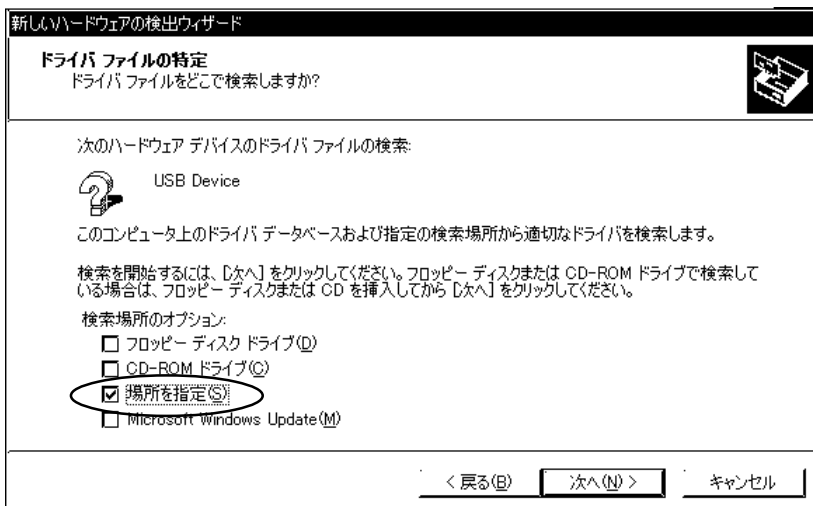 新しいハードウェアの検出ウィザード
ドライバ ファイルの特定
ドライバ ファイルをどこで検索しますか?
次のハードウェア デバイスのドライバ ファイルの検索:
USB Device
このコンピュータ上のドライバ データベースおよび指定の検索場所から適切なドライバを検索します。
検索を開始するには、[次へ] をクリックしてください。フロッピー ディスクまたは CD-ROM ドライブで検索して
いる場合は、フロッピー ディスクまたは CD を挿入してから [次へ] をクリックしてください。
検索場所のオプション:
フロッピー ディスク ドライブ(D)
CD-ROM ドライブ(C)
場所を指定(S)
Microsoft Windows Update(M)
< 戻る(B) 次へ(N) > キャンセル